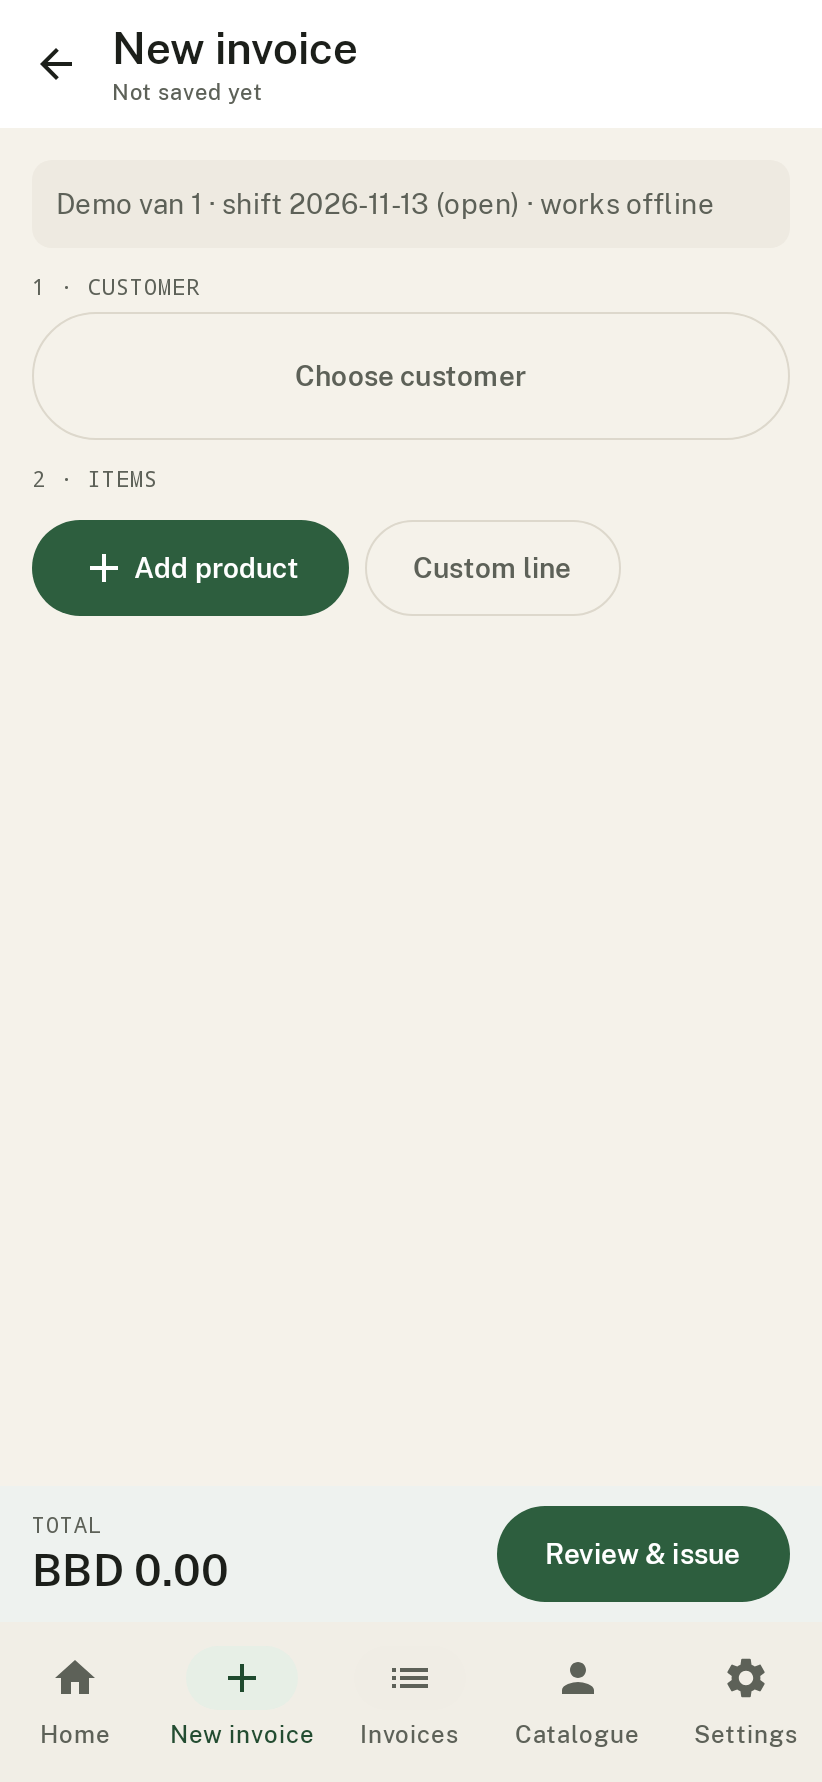 New invoice
Not saved yet
Demo van 1 · shift 2026-11-13 (open) · works offline
1 · CUSTOMER
Choose customer
2 · ITEMS
Add product
Custom line
TOTAL
BBD 0.00
Review & issue
Home
New invoice
Invoices
Catalogue
Settings